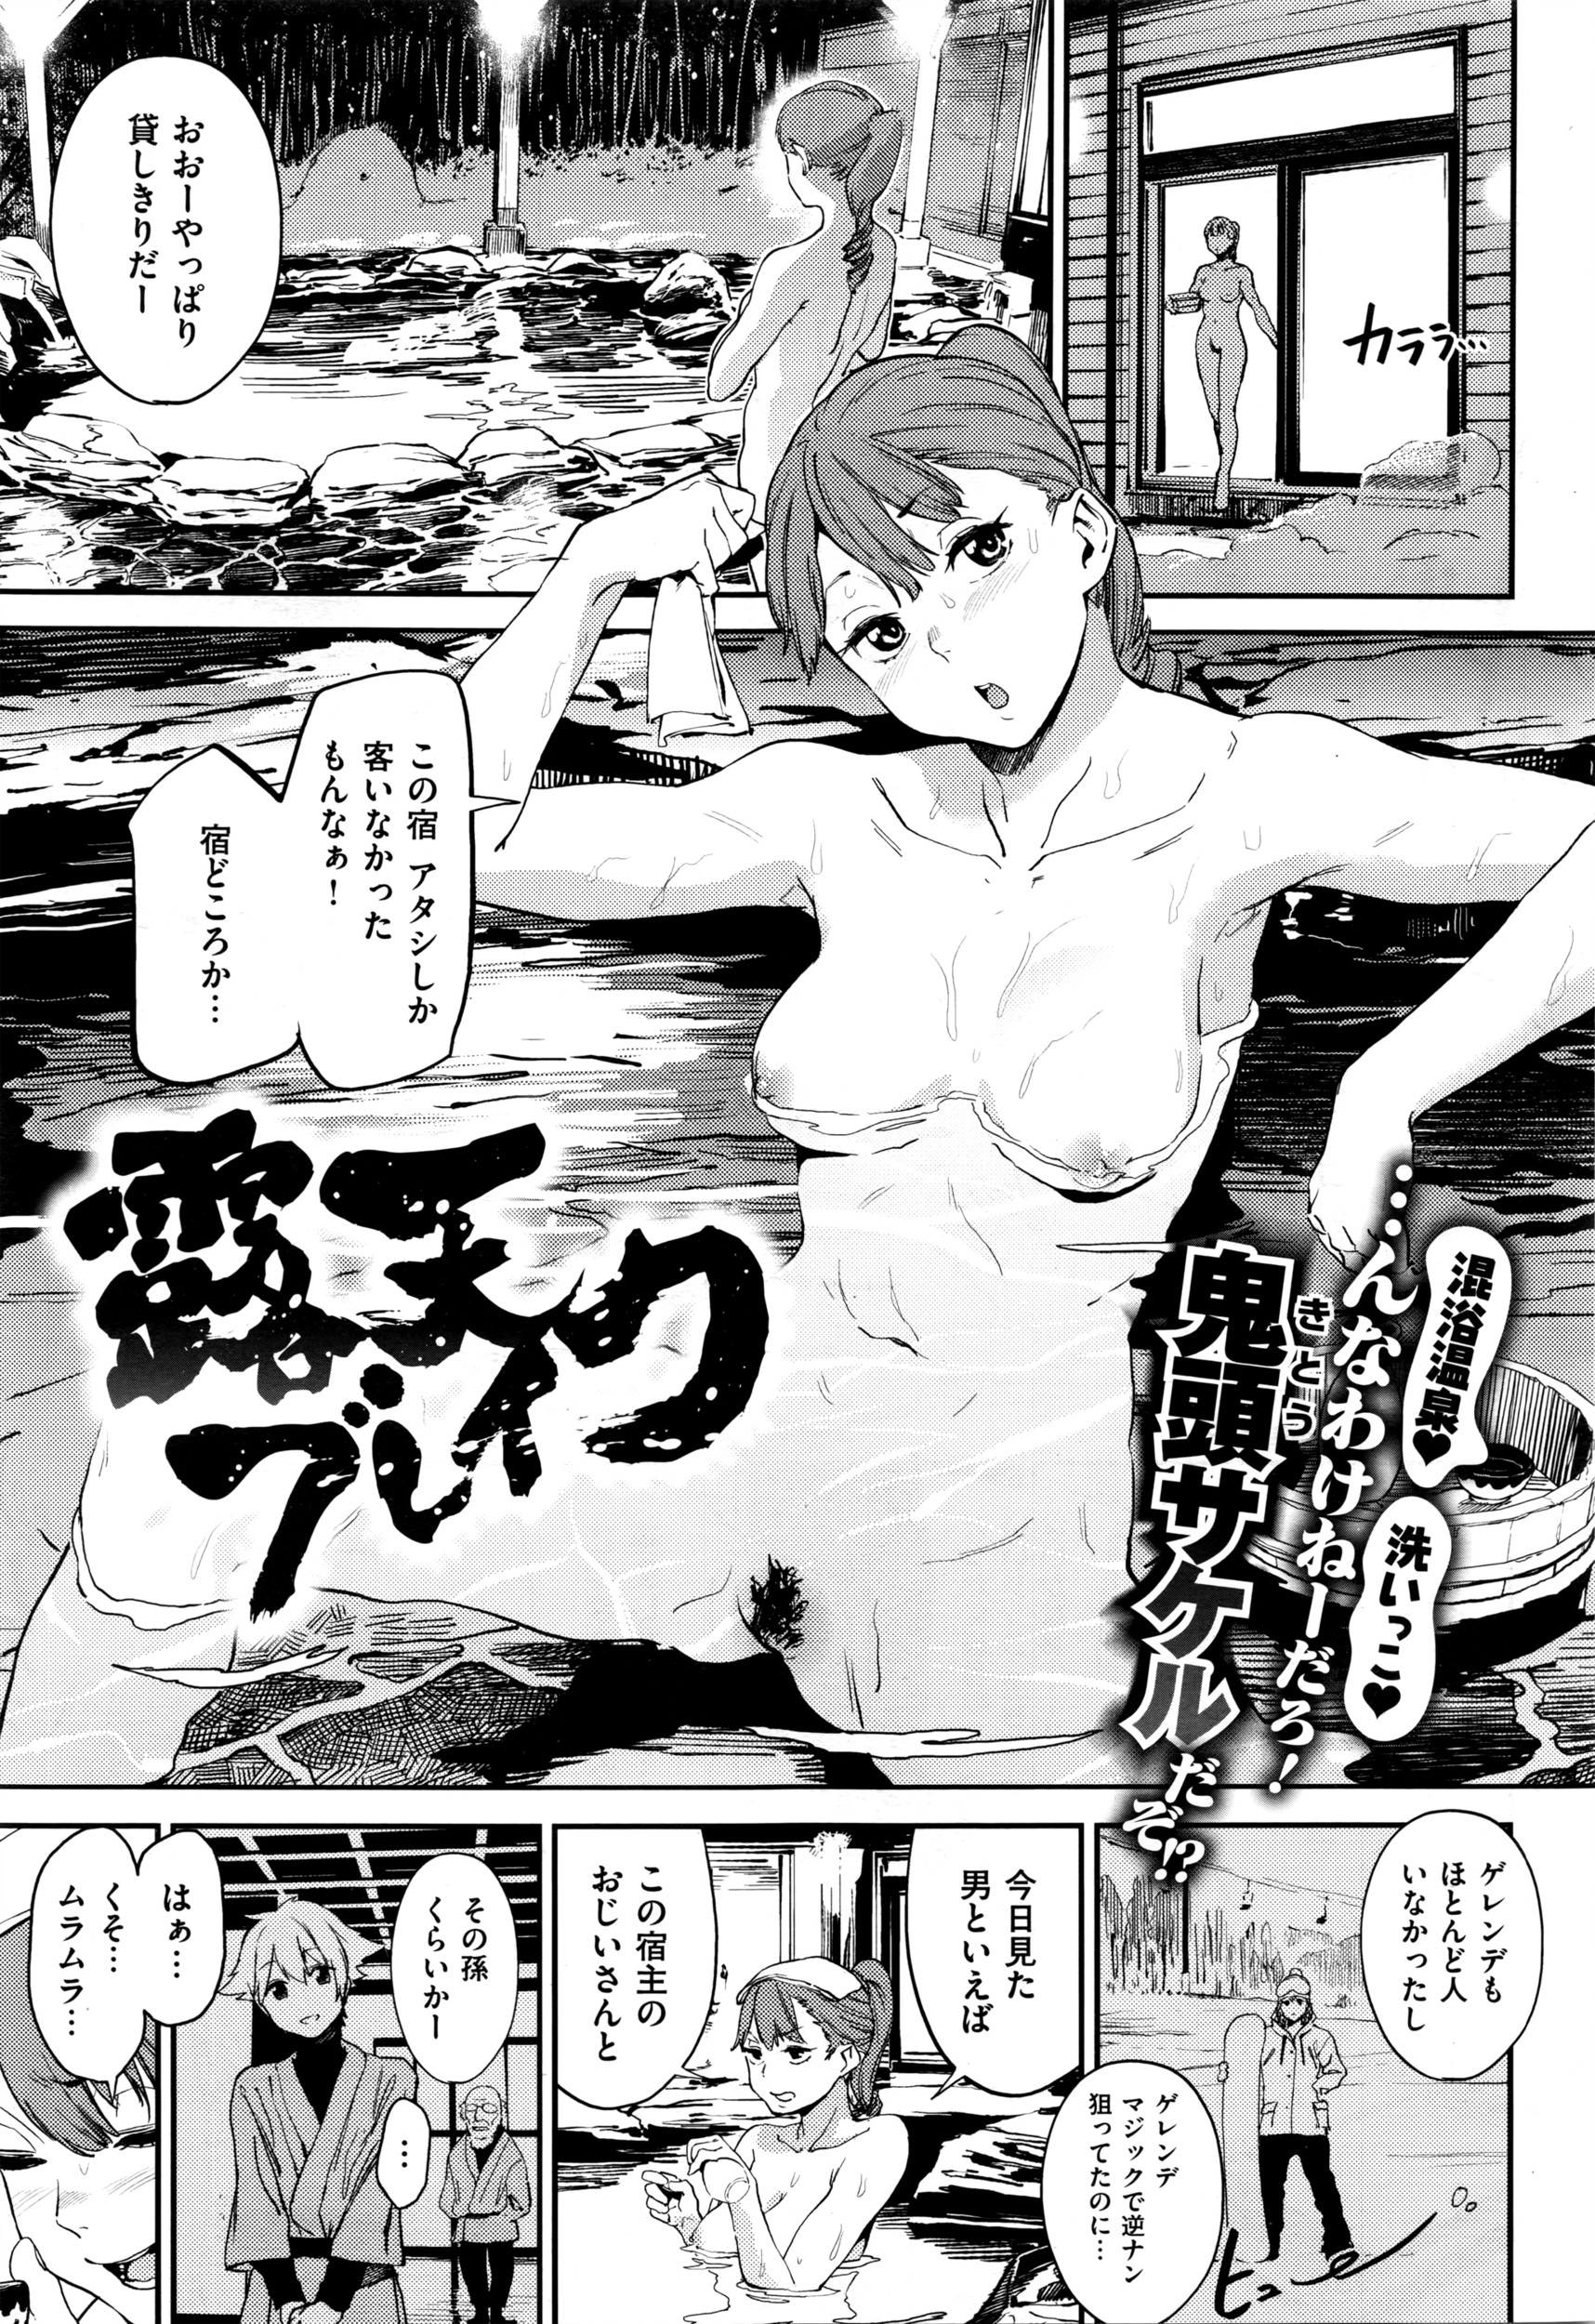 カララ…
おおーやっぱり
貸しきりだー
この宿 アタシしか
客いなかった
もんなぁ!
宿どころか…
露天風呂
ブレイク
混浴温泉♥
洗いっこ♥
…んなわけねーだろ!
きとう
鬼頭サケルだぞ!?
ゲレンデも
ほとんど人
いなかったし
ゲレンデ
マジックで逆ナン
狙ってたのに…
ヒュー
今日見た
男といえば
この宿主の
おじいさんと
その孫
くらいかー
…
はぁ…
くそ…
ムラムラ…